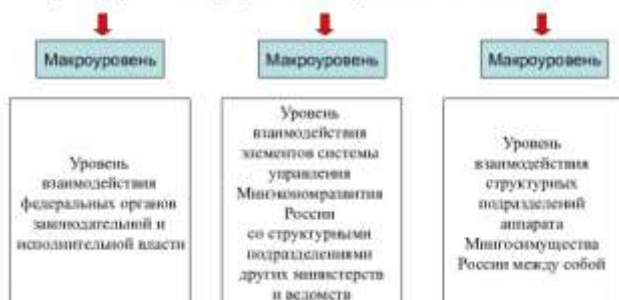 Макроуровень
Макроуровень
Макроуровень
Уровень
взаимодействия
федеральных органов
законодательной и
исполнительной власти
Уровень
взаимодействия
элементов системы
управления
Минэкономразвития
России
со структурными
подразделениями
других министерств
и ведомств
Уровень
взаимодействия
структурных
подразделений
аппарата
Мингосимущества
России между собой